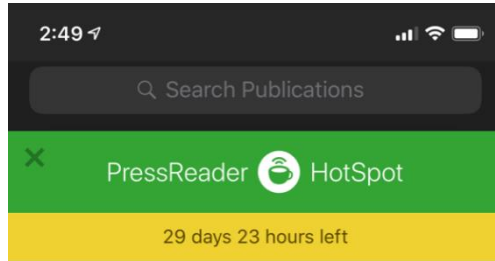 2:49
Search Publications
PressReader HotSpot
29 days 23 hours left